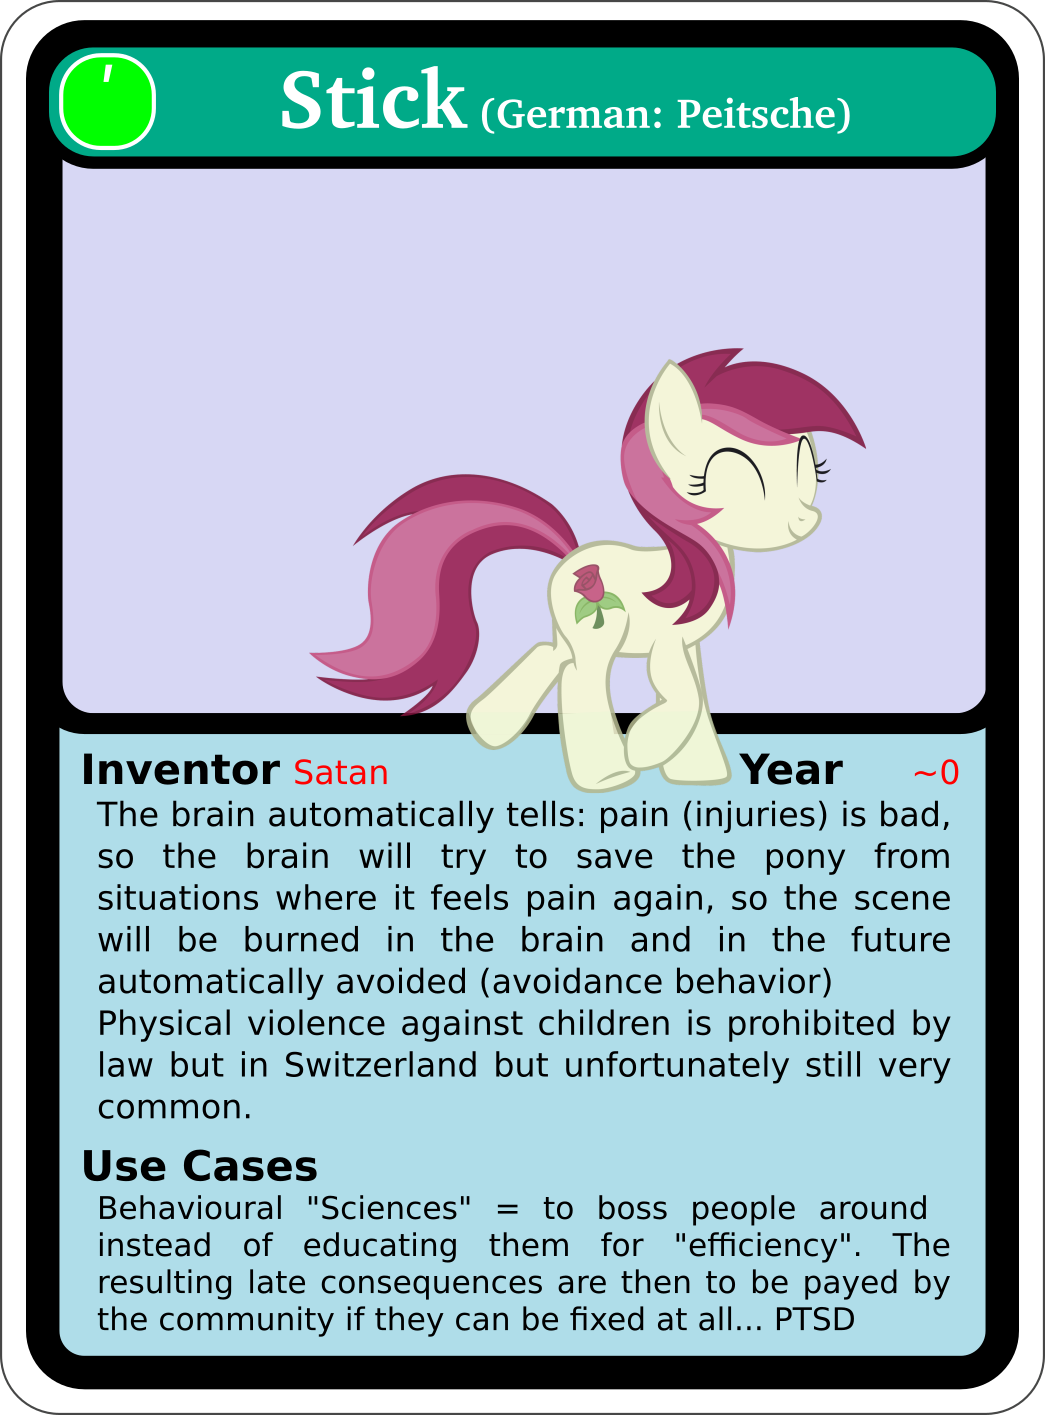 ' Stick (German: Peitsche)
Inventor Satan Year ~0
The brain automatically tells: pain (injuries) is bad,
so the brain will try to save the pony from
situations where it feels pain again, so the scene
will be burned in the brain and in the future
automatically avoided (avoidance behavior)
Physical violence against children is prohibited by
law but in Switzerland but unfortunately still very
common.
Use Cases
Behavioural "Sciences" = to boss people around
instead of educating them for "efficiency". The
resulting late consequences are then to be payed by
the community if they can be fixed at all... PTSD